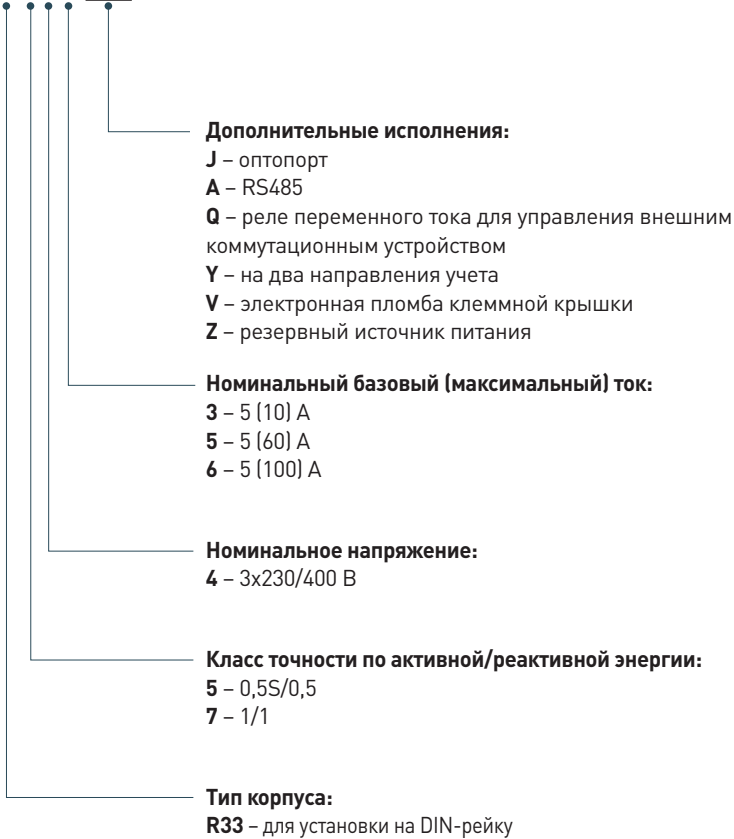 Дополнительные исполнения:
J – оптопорт
A – RS485
Q – реле переменного тока для управления внешним
коммутационным устройством
Y – на два направления учета
V – электронная пломба клеммной крышки
Z – резервный источник питания
Номинальный базовый (максимальный) ток:
3 – 5 (10) А
5 – 5 (60) А
6 – 5 (100) А
Номинальное напряжение:
4 – 3х230/400 В
Класс точности по активной/реактивной энергии:
5 – 0,5S/0,5
7 – 1/1
Тип корпуса:
R33 – для установки на DIN-рейку